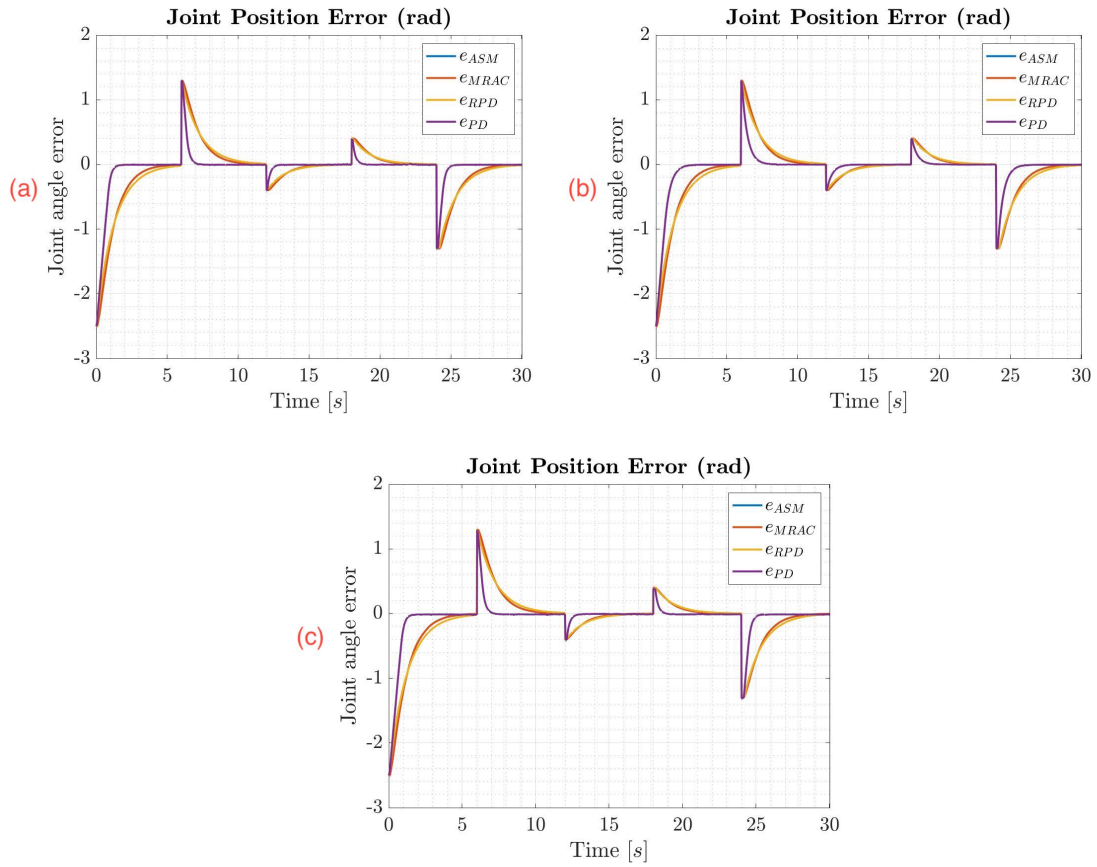 Joint Position Error (rad)
2
1
0
-1
-2
-3
0
5
10
15
20
25
30
Joint angle error
Time [s]
e_ASM
e_MRAC
e_RPD
e_PD
(a)
Joint Position Error (rad)
2
1
0
-1
-2
-3
0
5
10
15
20
25
30
Joint angle error
Time [s]
e_ASM
e_MRAC
e_RPD
e_PD
(b)
Joint Position Error (rad)
2
1
0
-1
-2
-3
0
5
10
15
20
25
30
Joint angle error
Time [s]
e_ASM
e_MRAC
e_RPD
e_PD
(c)